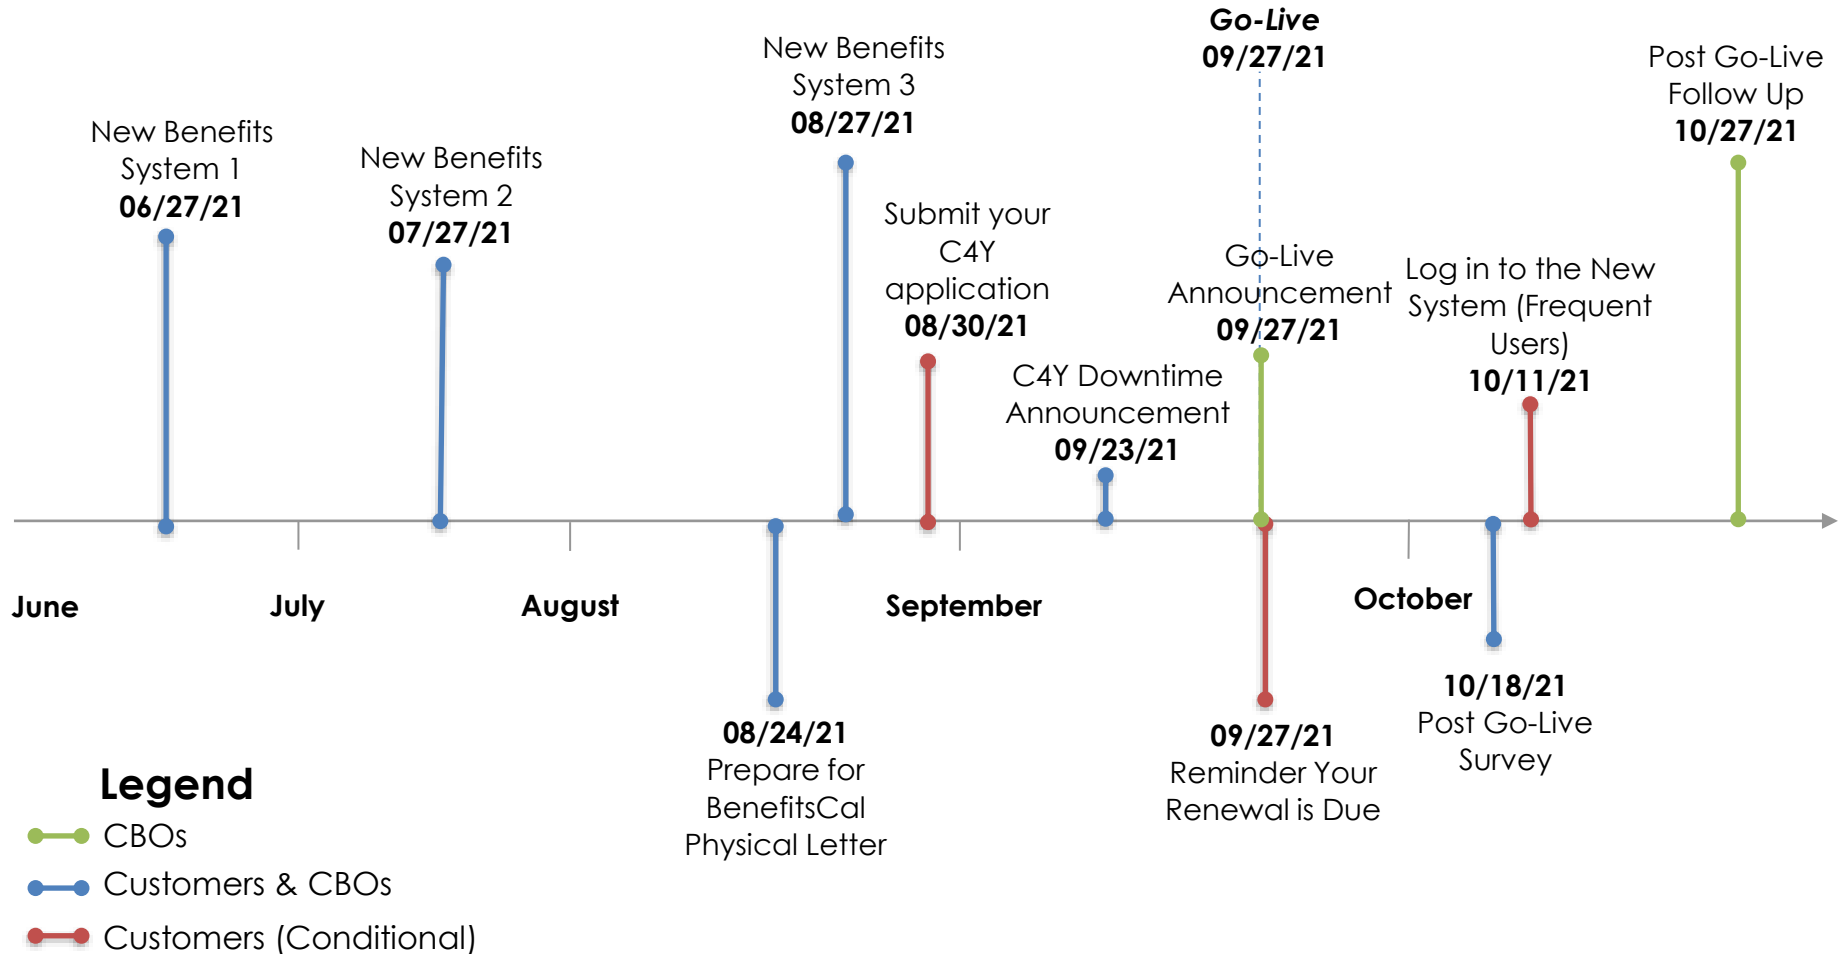 Go-Live
09/27/21
New Benefits
System 1
06/27/21
New Benefits
System 2
07/27/21
New Benefits
System 3
08/27/21
Submit your
C4Y
application
08/30/21
C4Y Downtime
Announcement
09/23/21
Go-Live
Announcement
09/27/21
Log in to the New
System (Frequent
Users)
10/11/21
Post Go-Live
Follow Up
10/27/21
June
July
August
September
October
08/24/21
Prepare for
BenefitsCal
Physical Letter
09/27/21
Reminder Your
Renewal is Due
10/18/21
Post Go-Live
Survey
Legend
CBOs
Customers & CBOs
Customers (Conditional)